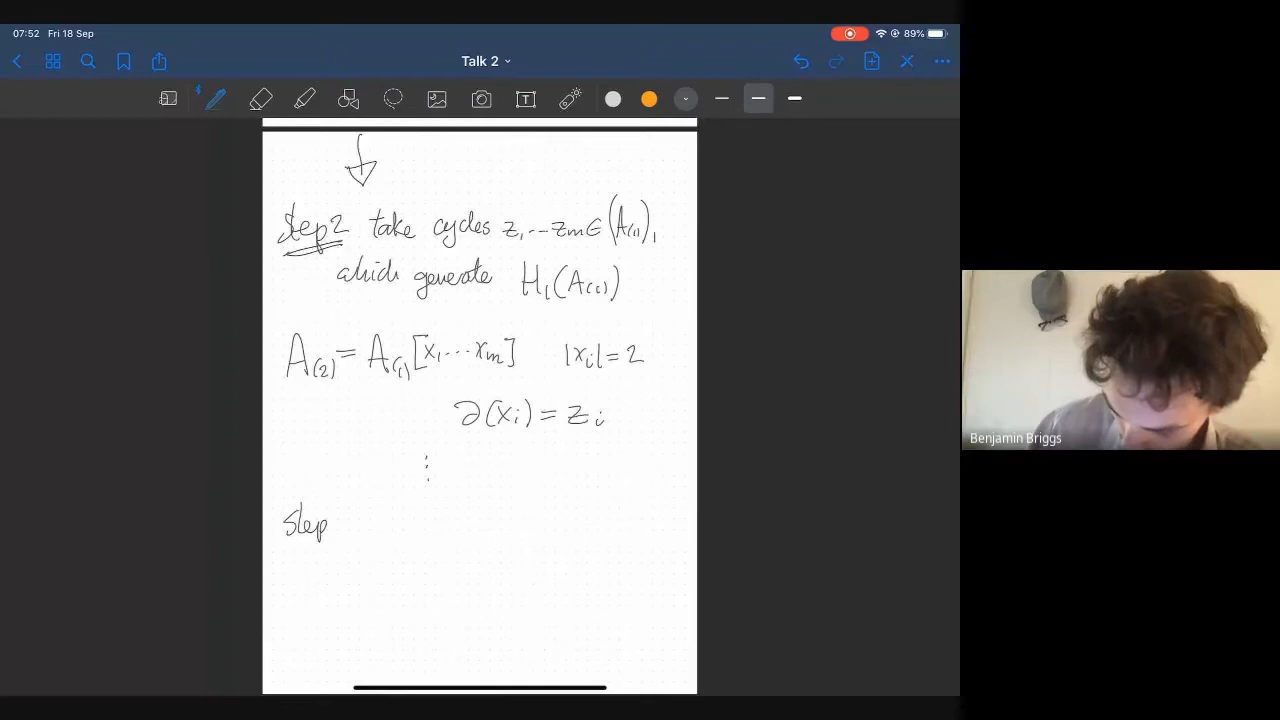 07:52 Fri 18 Sep
89%
Talk 2
Step 2 take cycles z₁ ... zm ∈ (A₍₁₎)₁
which generate H₁(A₍₁₎)
A₍₂₎ = A₍₁₎[x₁ ... xm] |xᵢ| = 2
∂(xᵢ) = zᵢ
⋮
Step
Benjamin Briggs